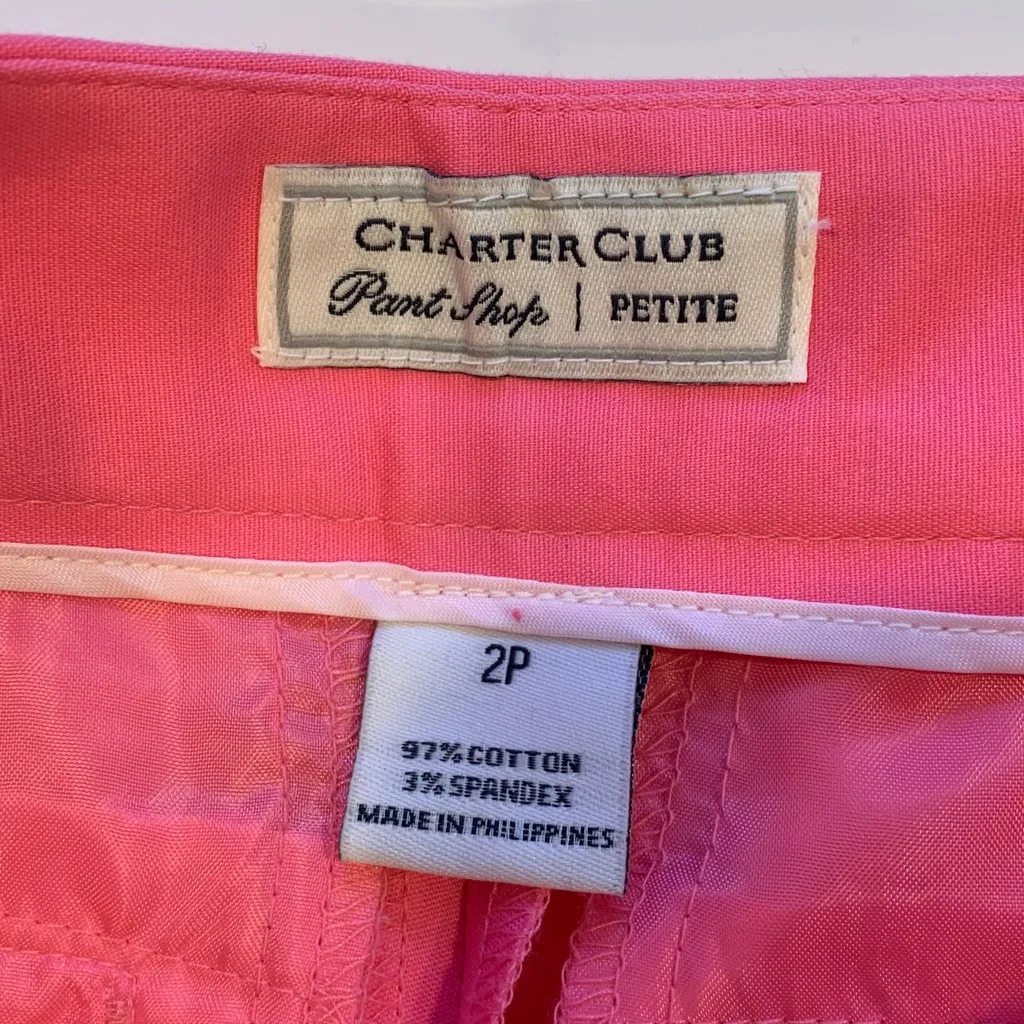 CHARTER CLUB
Pant Shop | PETITE
2P
97% COTTON
3% SPANDEX
MADE IN PHILIPPINES